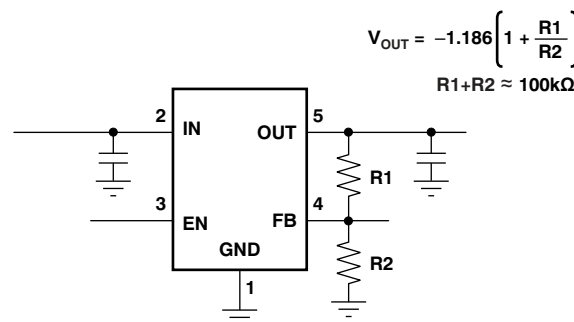 V_OUT = −1.186(1 + R1/R2)
R1+R2 ≈ 100kΩ
2
IN
OUT
5
R1
3
EN
FB
4
GND
R2
1